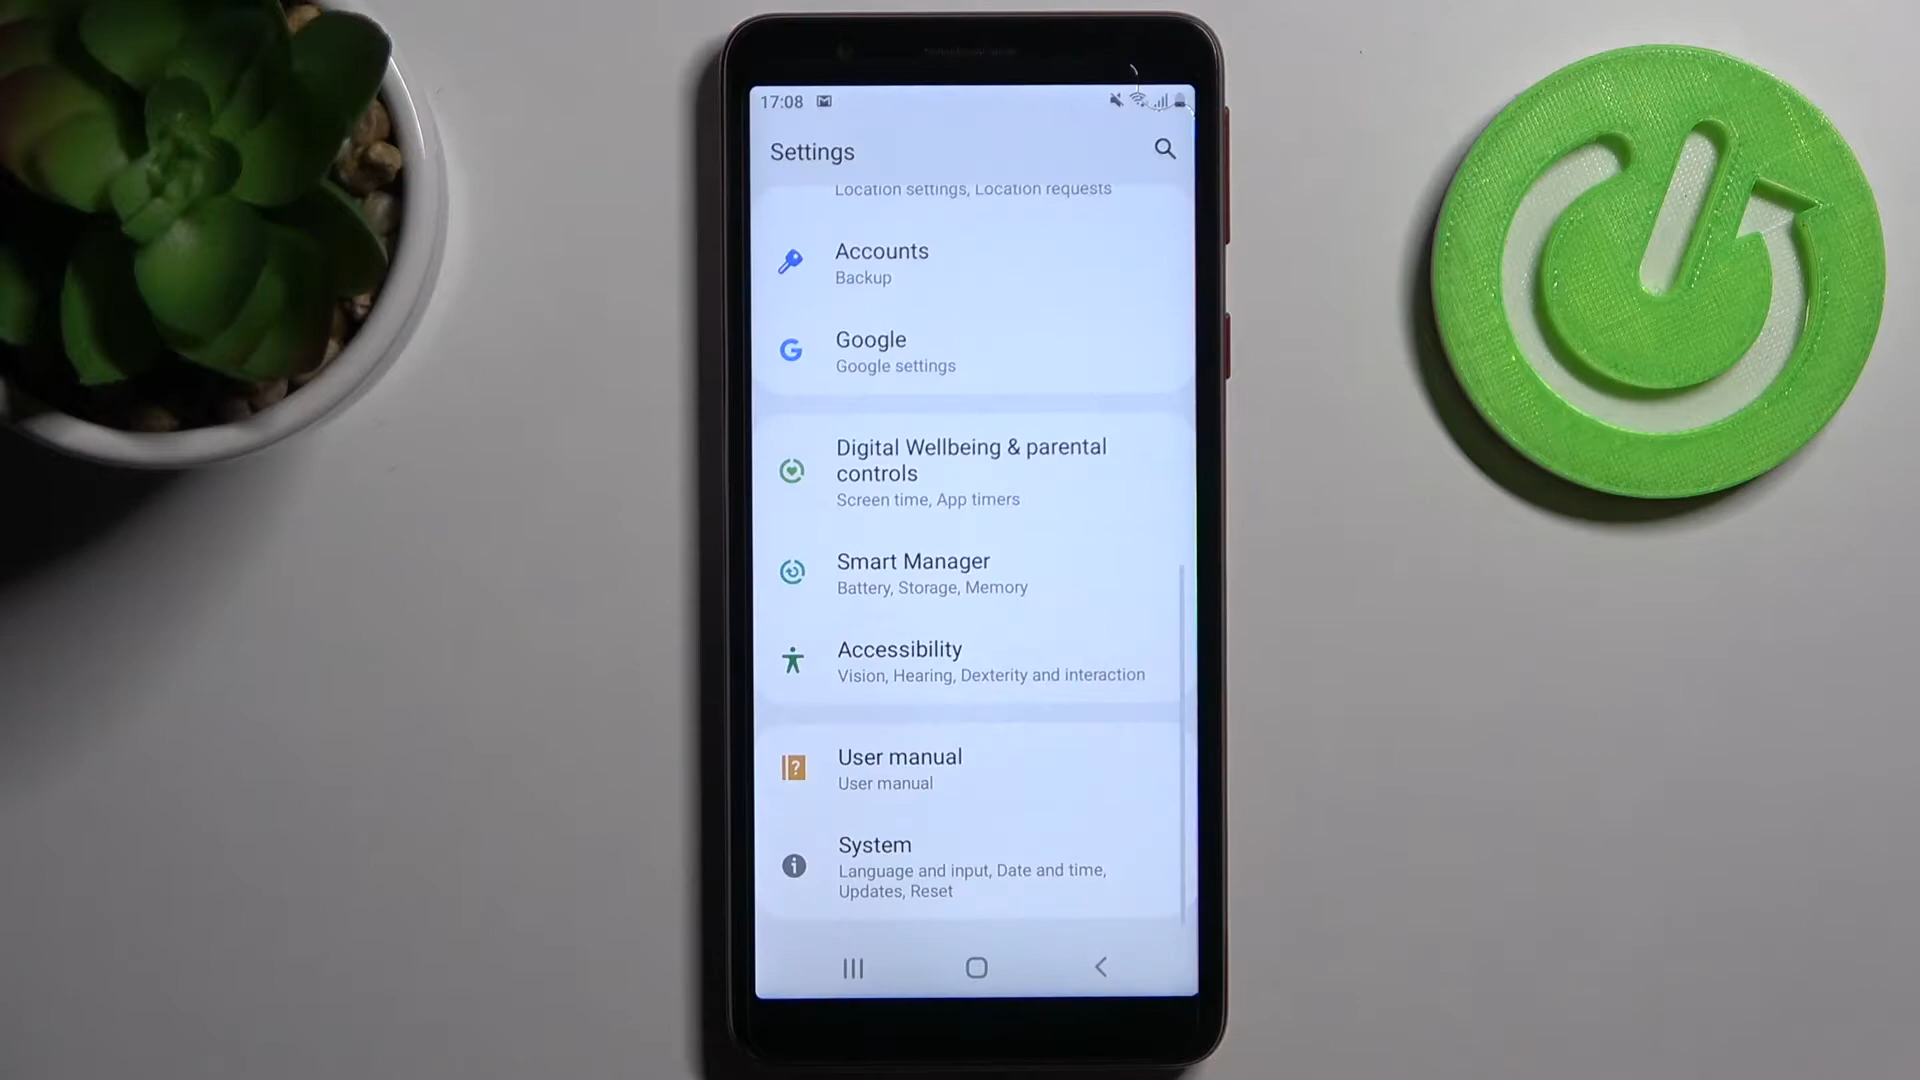 17:08
Settings
Location settings, Location requests
Accounts
Backup
Google
Google settings
Digital Wellbeing & parental
controls
Screen time, App timers
Smart Manager
Battery, Storage, Memory
Accessibility
Vision, Hearing, Dexterity and interaction
User manual
User manual
System
Language and input, Date and time,
Updates, Reset